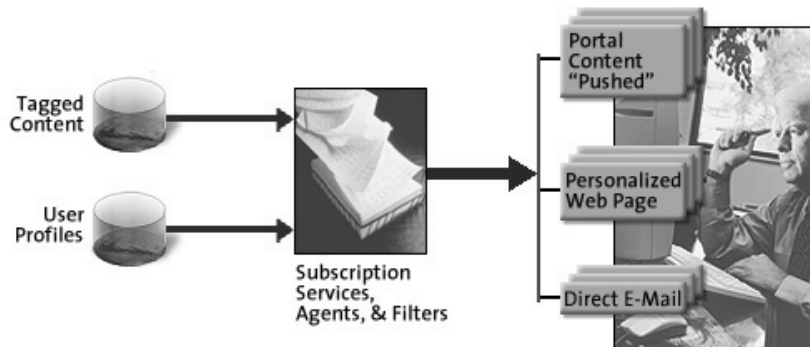 Tagged
Content
User
Profiles
Subscription
Services,
Agents, & Filters
Portal
Content
“Pushed”
Personalized
Web Page
Direct E-Mail